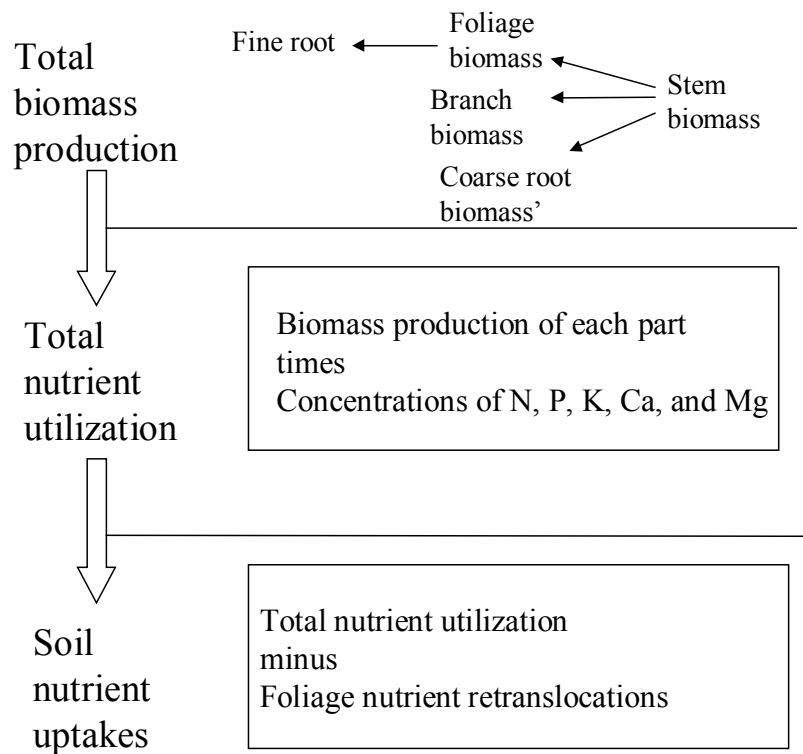 Total
biomass
production
Fine root
Foliage
biomass
Branch
biomass
Stem
biomass
Coarse root
biomass’
Total
nutrient
utilization
Biomass production of each part
times
Concentrations of N, P, K, Ca, and Mg
Soil
nutrient
uptakes
Total nutrient utilization
minus
Foliage nutrient retranslocations